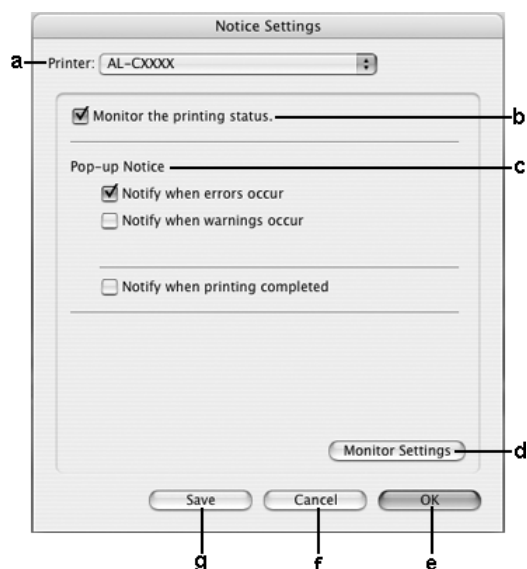 Notice Settings
a Printer: AL-CXXXX
Monitor the printing status. b
Pop-up Notice c
Notify when errors occur
Notify when warnings occur
Notify when printing completed
Monitor Settings d
Save Cancel OK
g f e